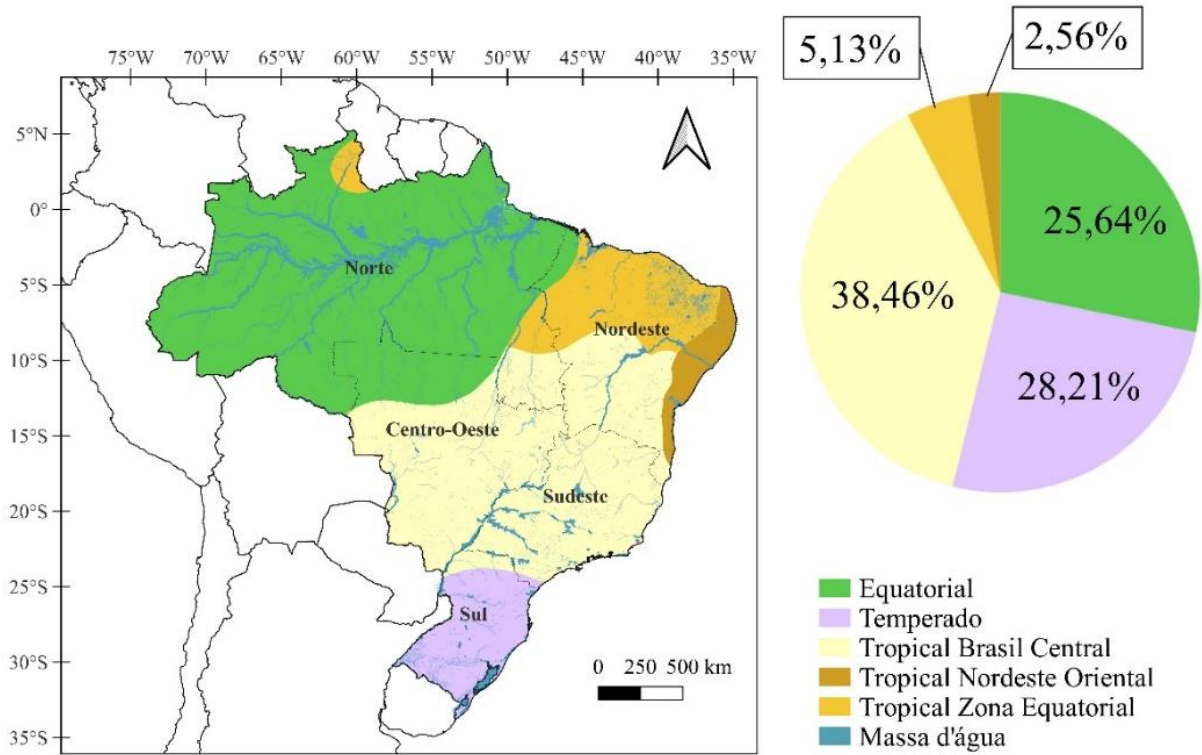 75°W 70°W 65°W 60°W 55°W 50°W 45°W 40°W 35°W
5°N
0°
5°S
10°S
15°S
20°S
25°S
30°S
35°S
Norte
Nordeste
Centro-Oeste
Sudeste
Sul
0 250 500 km
5,13%
2,56%
25,64%
38,46%
28,21%
Equatorial
Temperado
Tropical Brasil Central
Tropical Nordeste Oriental
Tropical Zona Equatorial
Massa d'água